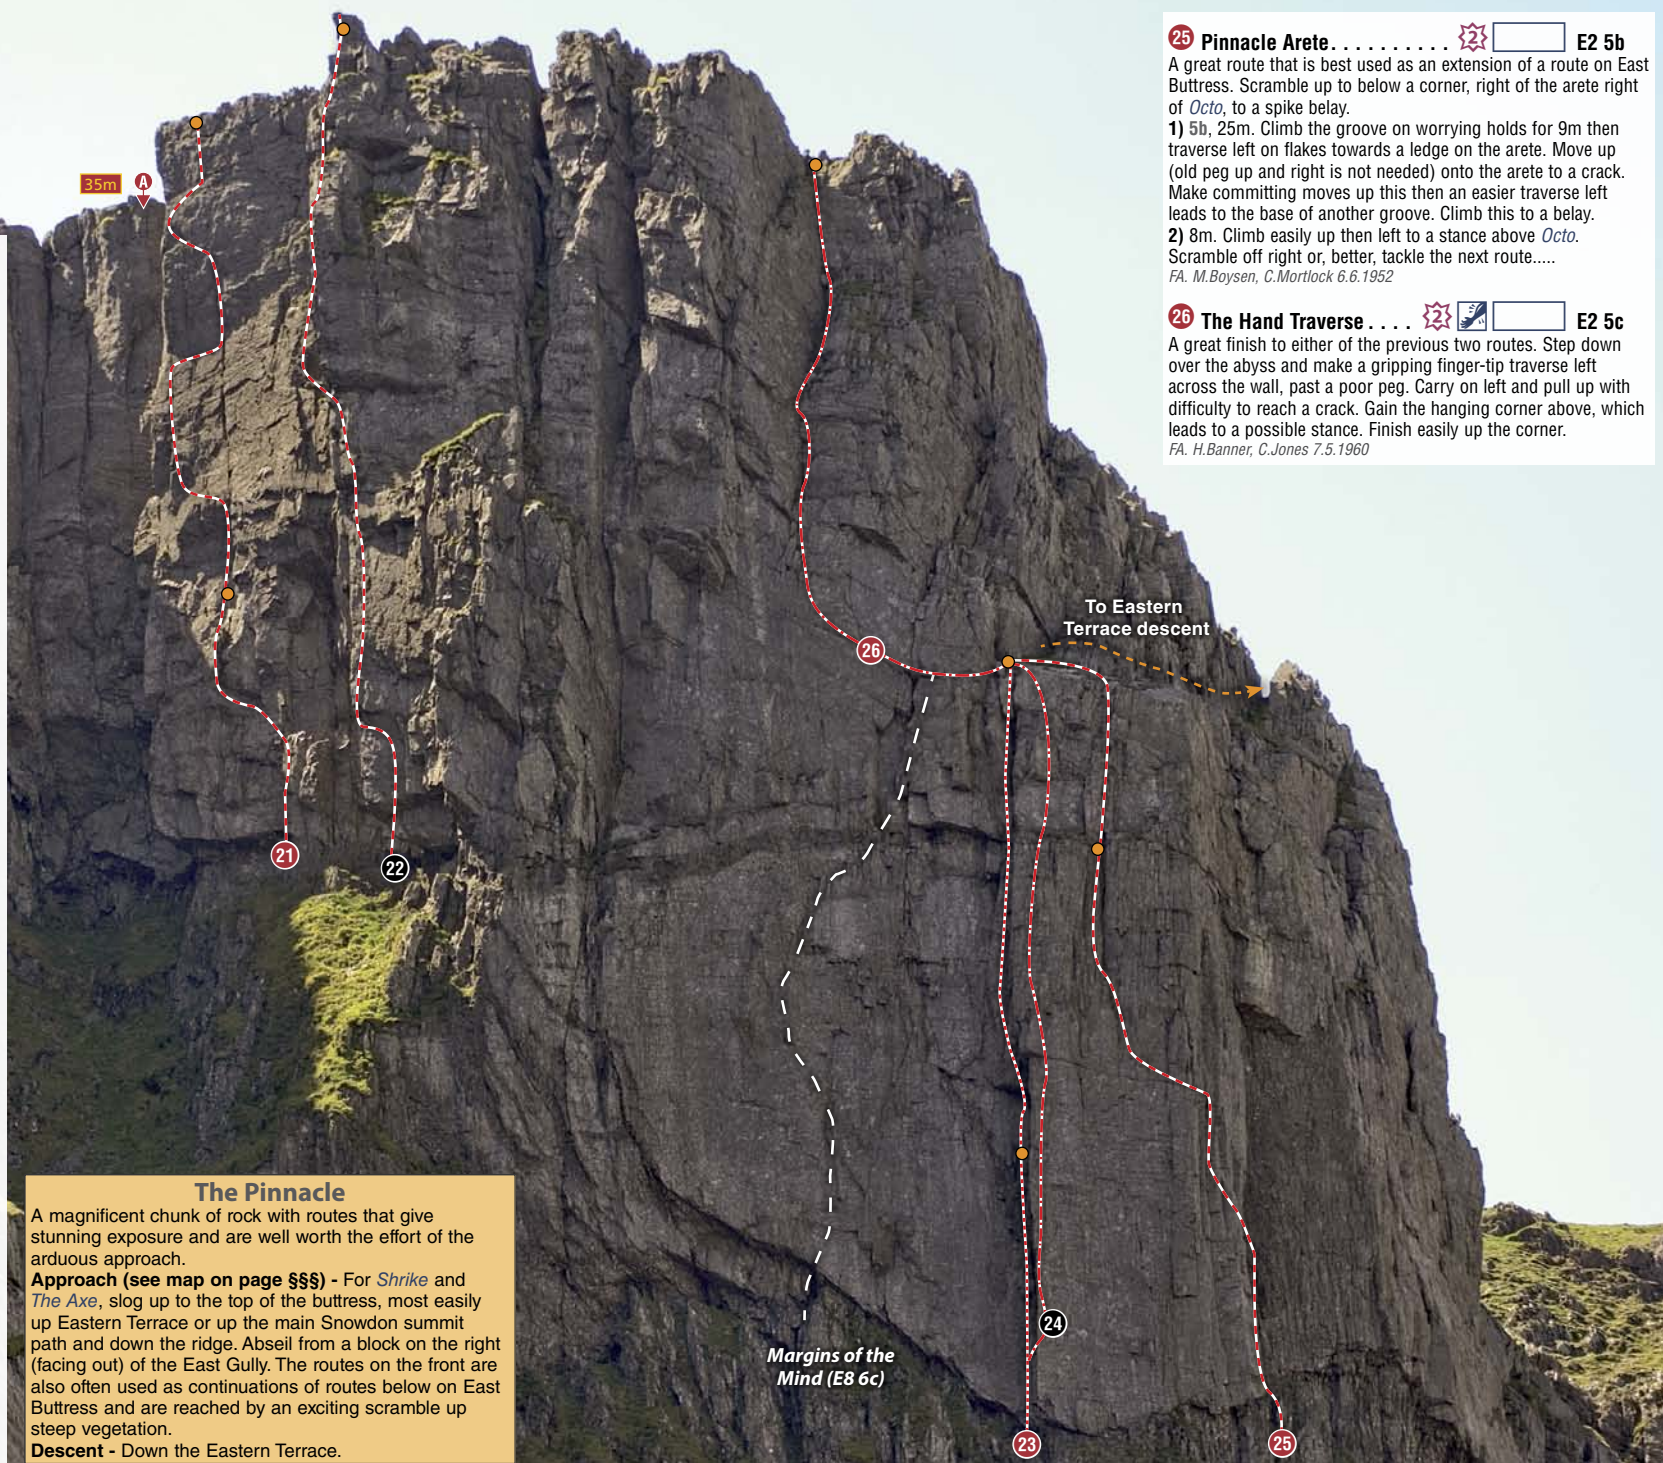 25 Pinnacle Arete . . . . . . . . . . 2 E2 5b
A great route that is best used as an extension of a route on East
Buttress. Scramble up to below a corner, right of the arete right
of Octo, to a spike belay.
1) 5b, 25m. Climb the groove on worrying holds for 9m then
traverse left on flakes towards a ledge on the arete. Move up
(old peg up and right is not needed) onto the arete to a crack.
Make committing moves up this then an easier traverse left
leads to the base of another groove. Climb this to a belay.
2) 8m. Climb easily up then left to a stance above Octo.
Scramble off right or, better, tackle the next route.....
FA. M.Boysen, C.Mortlock 6.6.1952
26 The Hand Traverse . . . . 2 E2 5c
A great finish to either of the previous two routes. Step down
over the abyss and make a gripping finger-tip traverse left
across the wall, past a poor peg. Carry on left and pull up with
difficulty to reach a crack. Gain the hanging corner above, which
leads to a possible stance. Finish easily up the corner.
FA. H.Banner, C.Jones 7.5.1960
35m A
To Eastern
Terrace descent
26
21
22
24
Margins of the
Mind (E8 6c)
23
25
The Pinnacle
A magnificent chunk of rock with routes that give
stunning exposure and are well worth the effort of the
arduous approach.
Approach (see map on page §§§) - For Shrike and
The Axe, slog up to the top of the buttress, most easily
up Eastern Terrace or up the main Snowdon summit
path and down the ridge. Abseil from a block on the right
(facing out) of the East Gully. The routes on the front are
also often used as continuations of routes below on East
Buttress and are reached by an exciting scramble up
steep vegetation.
Descent - Down the Eastern Terrace.